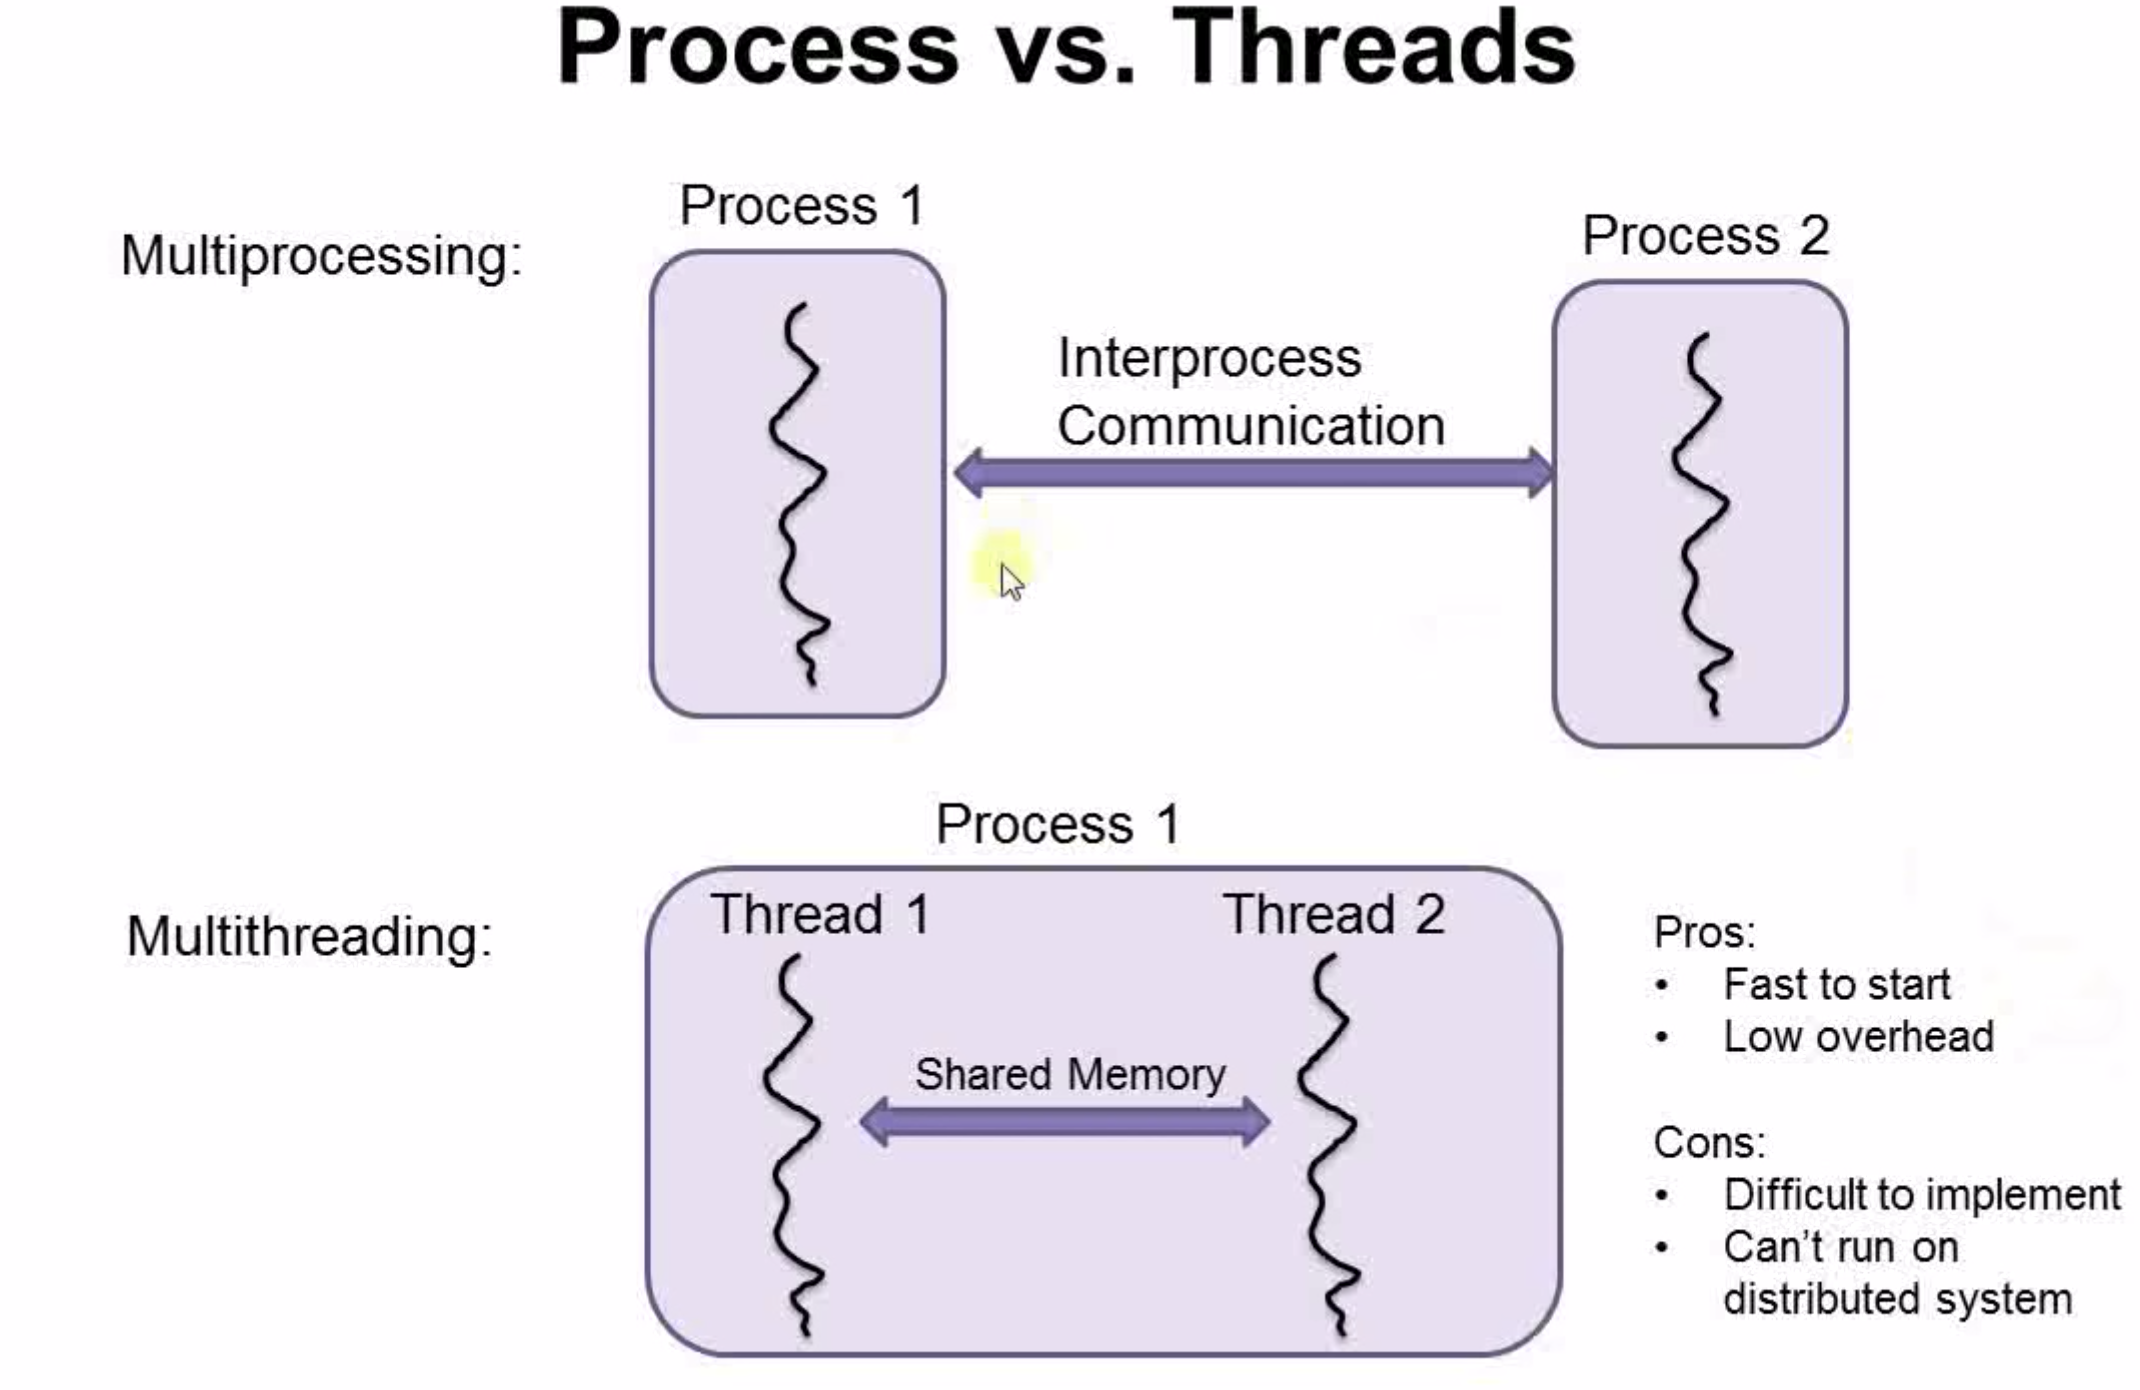 Process vs. Threads
Multiprocessing:
Process 1
Process 2
Interprocess
Communication
Process 1
Multithreading:
Thread 1
Thread 2
Shared Memory
Pros:
• Fast to start
• Low overhead
Cons:
• Difficult to implement
• Can't run on
distributed system